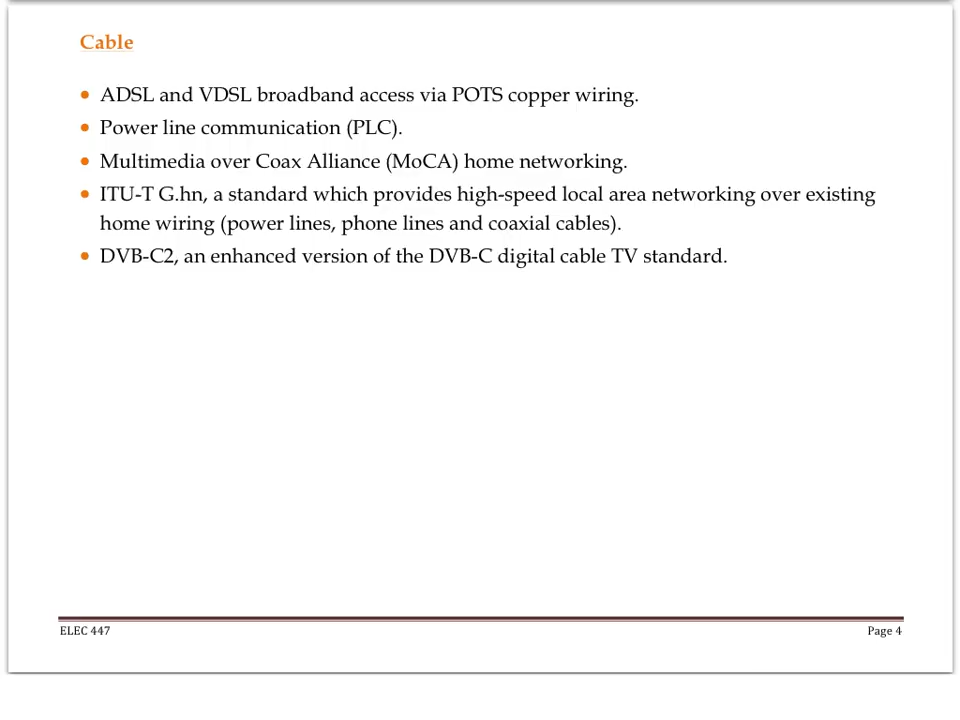 Cable
• ADSL and VDSL broadband access via POTS copper wiring.
• Power line communication (PLC).
• Multimedia over Coax Alliance (MoCA) home networking.
• ITU-T G.hn, a standard which provides high-speed local area networking over existing
home wiring (power lines, phone lines and coaxial cables).
• DVB-C2, an enhanced version of the DVB-C digital cable TV standard.
ELEC 447 Page 4